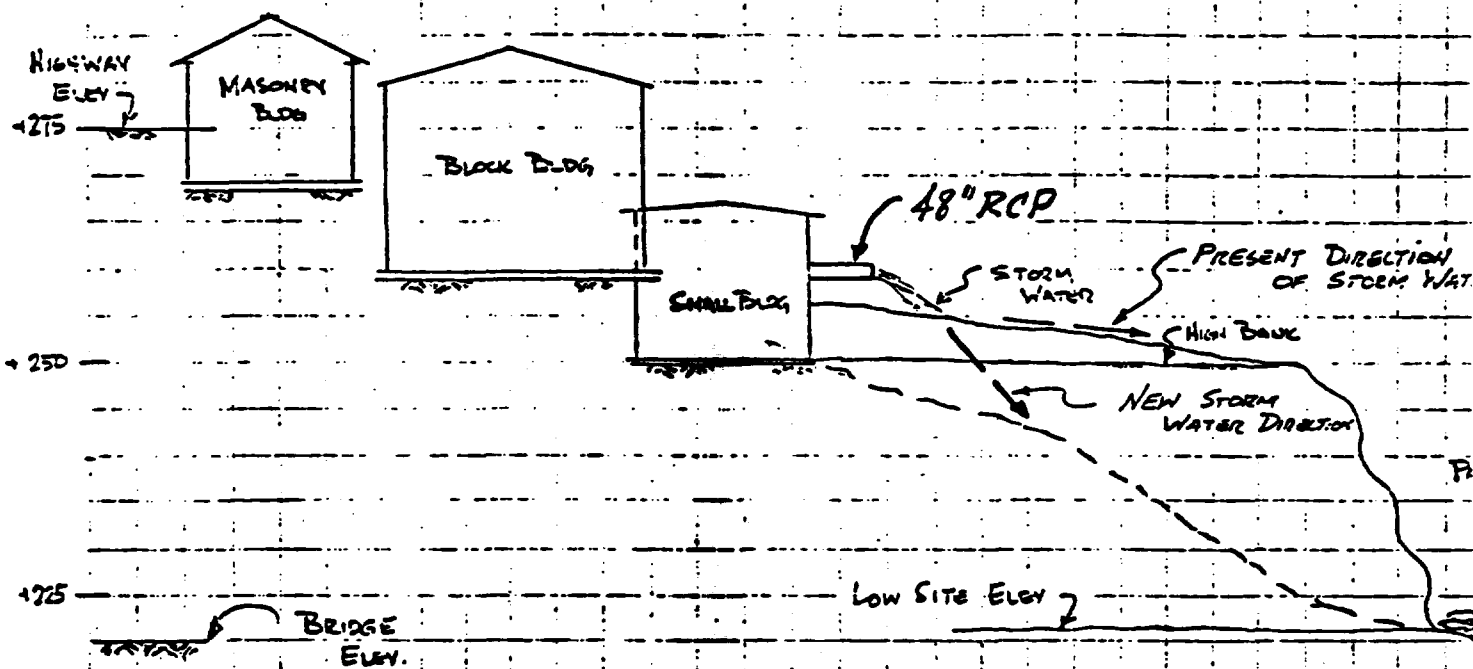 HIGHWAY
ELEV
+275
MASONRY
BLDG
BLOCK BLDG
48" RCP
PRESENT DIRECTION
OF STORM WAT
STORM
WATER
SMALL BLDG
HIGH BANK
+250
NEW STORM
WATER DIRECTION
+225
LOW SITE ELEV
BRIDGE
ELEV.